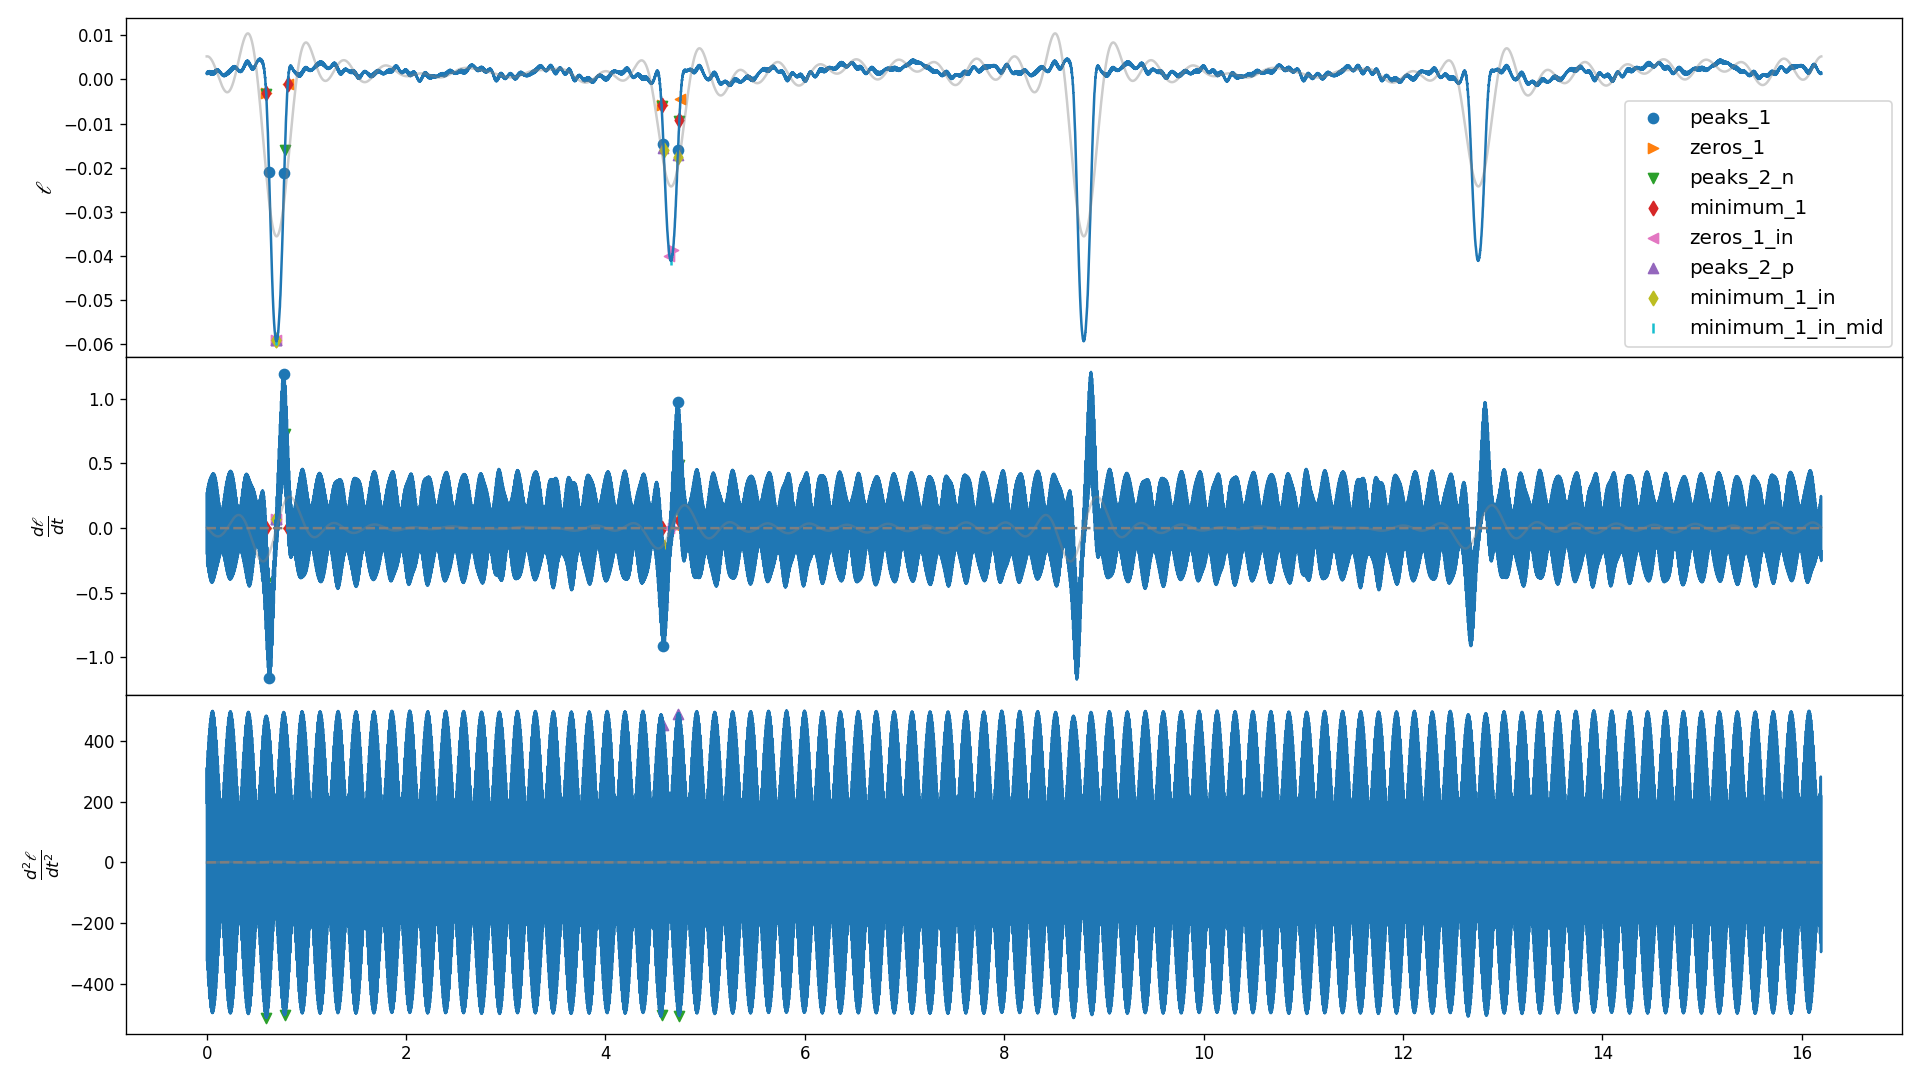 0.01
0.00
−0.01
−0.02
−0.03
−0.04
−0.05
−0.06
ℓ
peaks_1
zeros_1
peaks_2_n
minimum_1
zeros_1_in
peaks_2_p
minimum_1_in
minimum_1_in_mid
1.0
0.5
0.0
−0.5
−1.0
dℓ/dt
400
200
0
−200
−400
d²ℓ/dt²
0 2 4 6 8 10 12 14 16